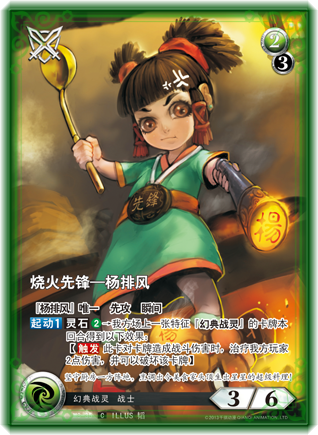 2
3
先鋒
楊
烧火先锋—杨排风
『杨排风』唯一 先攻 瞬间
起动1 灵石 2→我方场上一张特征『幻典战灵』的卡牌本
回合得到以下效果：
【 触发 此卡对卡牌造成战斗伤害时，治疗我方玩家
2点伤害，并可以破坏该卡牌】
幻典战灵 战士
© ILLUS 稻
3 / 6